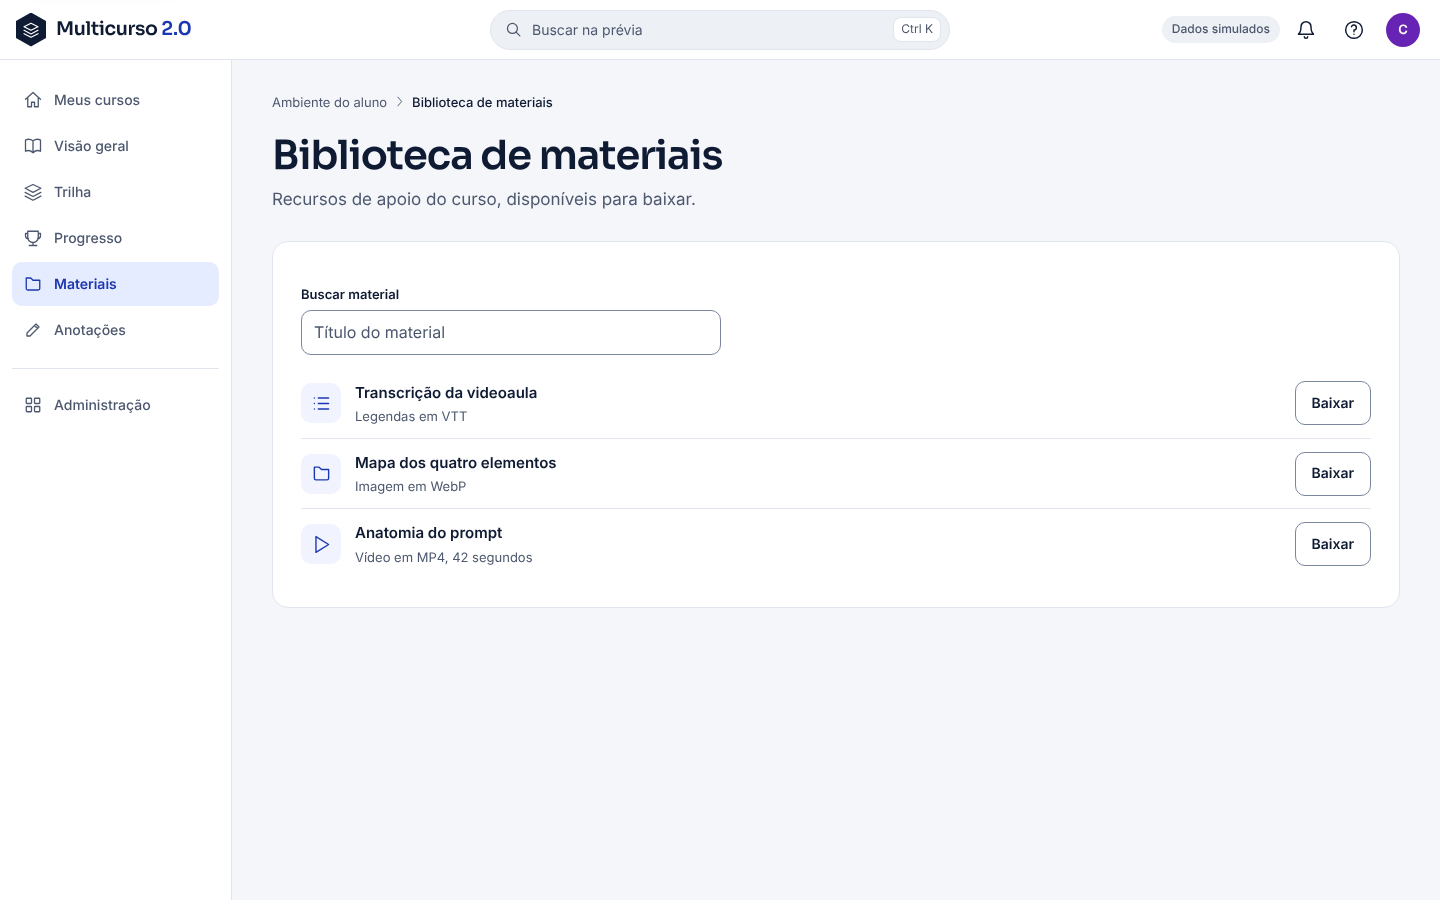 Multicurso 2.0
Buscar na prévia
Ctrl K
Dados simulados
C
Meus cursos
Visão geral
Trilha
Progresso
Materiais
Anotações
Administração
Ambiente do aluno
Biblioteca de materiais
Biblioteca de materiais
Recursos de apoio do curso, disponíveis para baixar.
Buscar material
Título do material
Transcrição da videoaula
Legendas em VTT
Baixar
Mapa dos quatro elementos
Imagem em WebP
Baixar
Anatomia do prompt
Vídeo em MP4, 42 segundos
Baixar